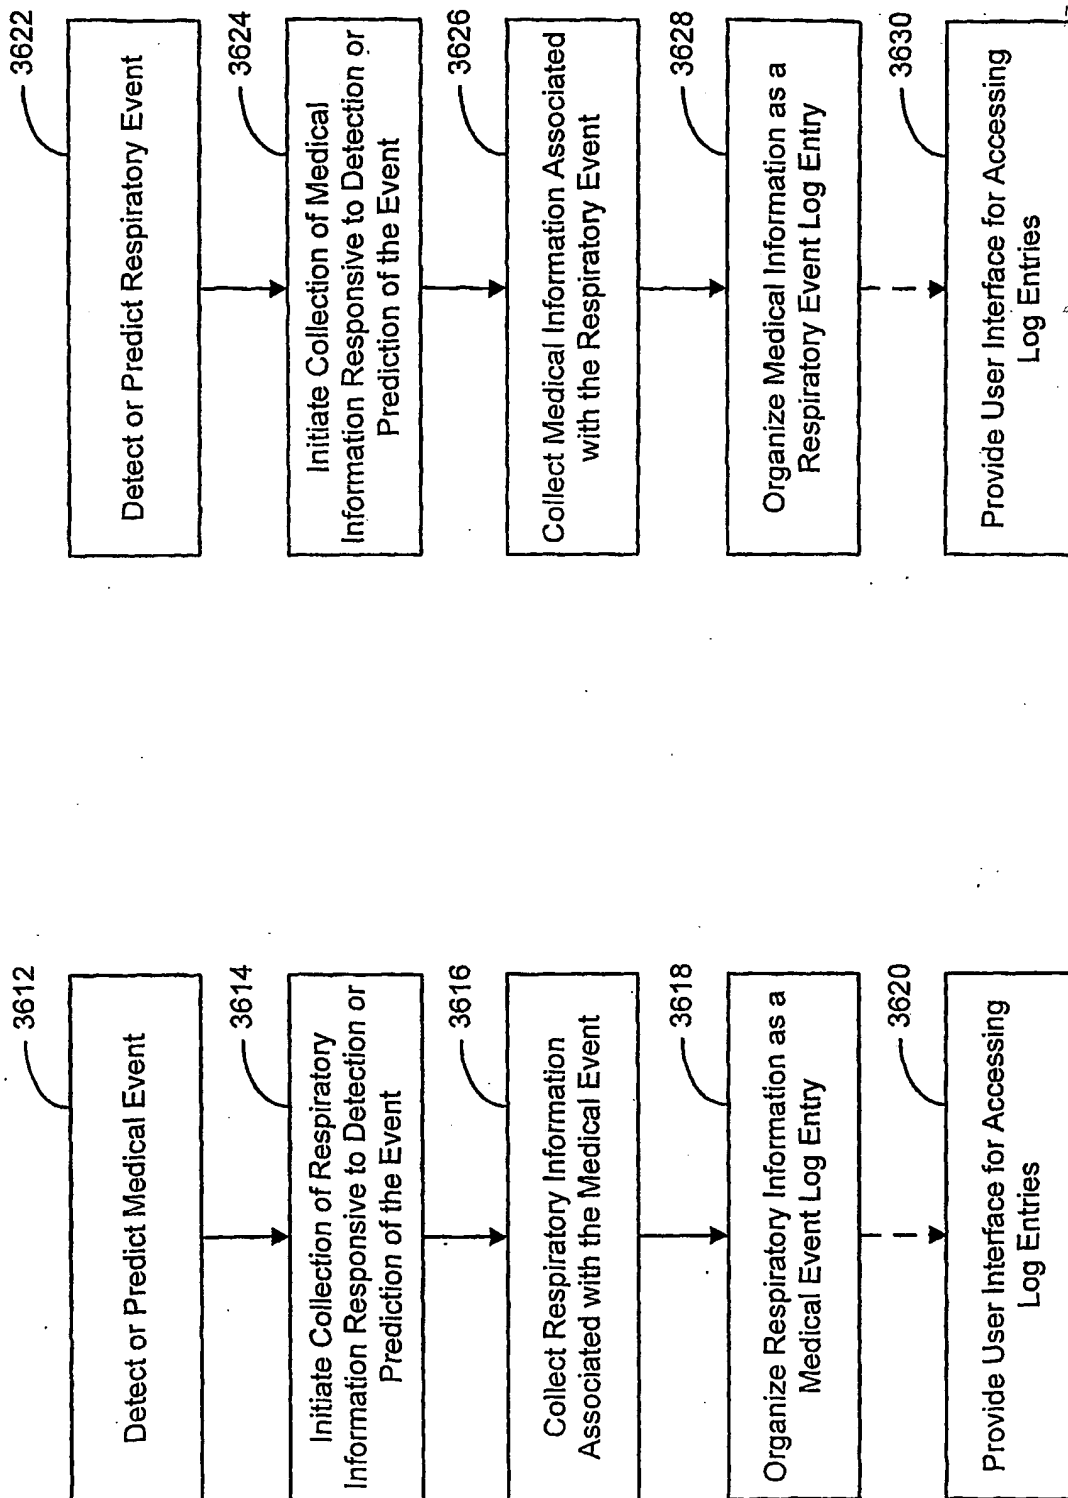 3612
Detect or Predict Medical Event
3614
Initiate Collection of Respiratory
Information Responsive to Detection or
Prediction of the Event
3616
Collect Respiratory Information
Associated with the Medical Event
3618
Organize Respiratory Information as a
Medical Event Log Entry
3620
Provide User Interface for Accessing
Log Entries
3622
Detect or Predict Respiratory Event
3624
Initiate Collection of Medical
Information Responsive to Detection or
Prediction of the Event
3626
Collect Medical Information Associated
with the Respiratory Event
3628
Organize Medical Information as a
Respiratory Event Log Entry
3630
Provide User Interface for Accessing
Log Entries